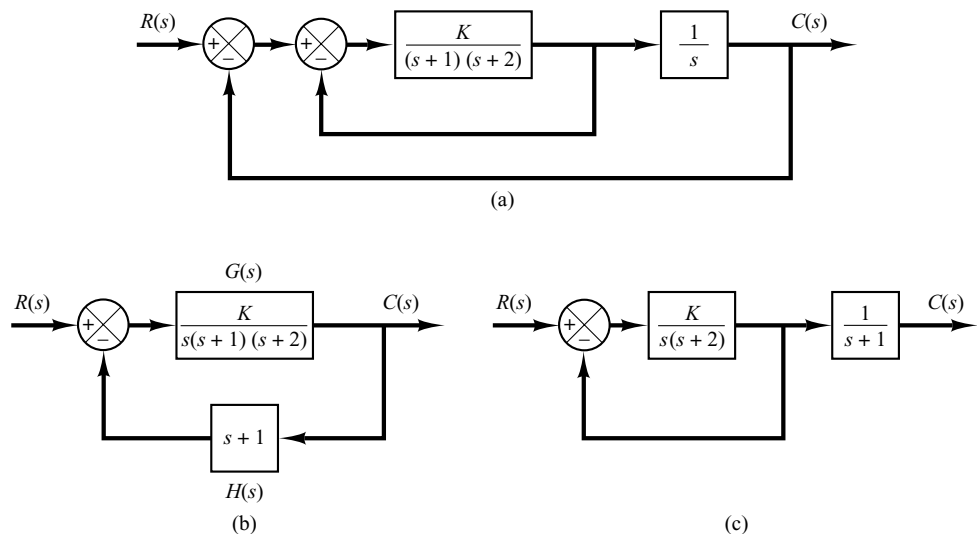 R(s) + − + − K C(s)
(s + 1) (s + 2)
1
s
(a)
G(s)
R(s) + − K C(s)
s(s + 1) (s + 2)
s + 1
H(s)
(b)
R(s) + − K C(s)
s(s + 2)
1
s + 1
(c)